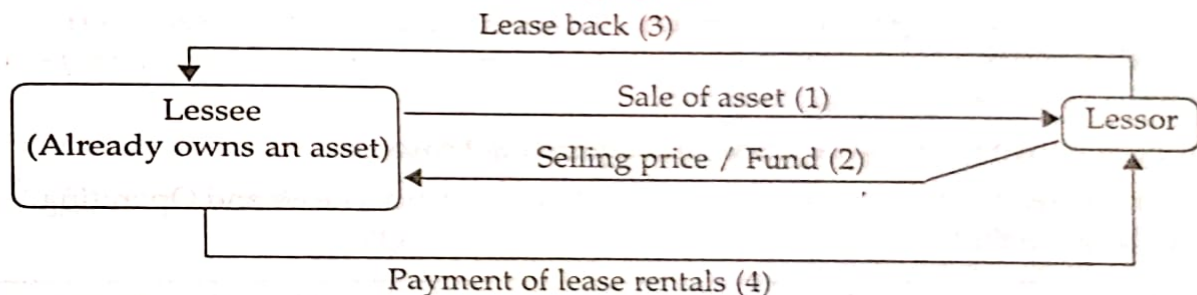 Lease back (3)
Sale of asset (1)
Lessee
(Already owns an asset)
Lessor
Selling price / Fund (2)
Payment of lease rentals (4)